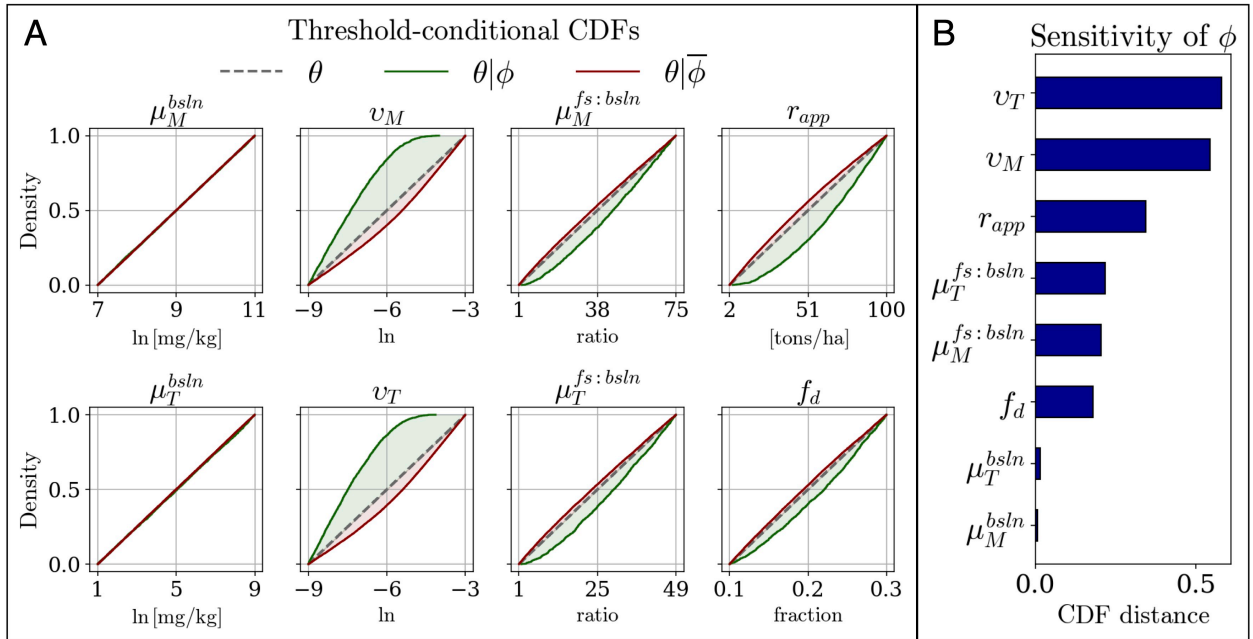 A
Threshold-conditional CDFs
θ θ|ϕ θ|ϕ̅
μ_M^{bsln} υ_M μ_M^{fs:bsln} r_{app}
Density
1.0
0.5
0.0
7 9 11 −9 −6 −3 1 38 75 2 51 100
ln [mg/kg] ln ratio [tons/ha]
μ_T^{bsln} υ_T μ_T^{fs:bsln} f_d
Density
1.0
0.5
0.0
1 5 9 −9 −6 −3 1 25 49 0.1 0.2 0.3
ln [mg/kg] ln ratio fraction
B
Sensitivity of ϕ
υ_T
υ_M
r_{app}
μ_T^{fs:bsln}
μ_M^{fs:bsln}
f_d
μ_T^{bsln}
μ_M^{bsln}
0.0 0.5
CDF distance